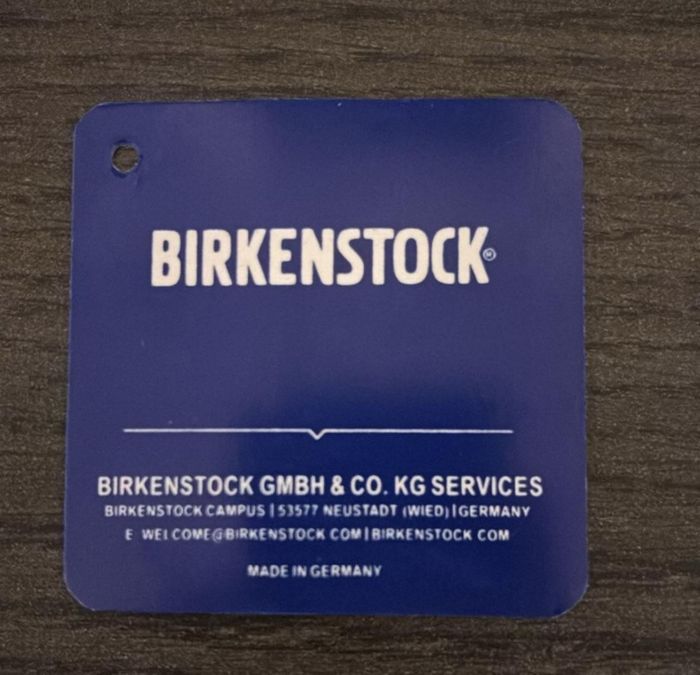 BIRKENSTOCK®
BIRKENSTOCK GMBH & CO. KG SERVICES
BIRKENSTOCK CAMPUS | 53577 NEUSTADT (WIED) | GERMANY
E WELCOME@BIRKENSTOCK COM | BIRKENSTOCK COM
MADE IN GERMANY